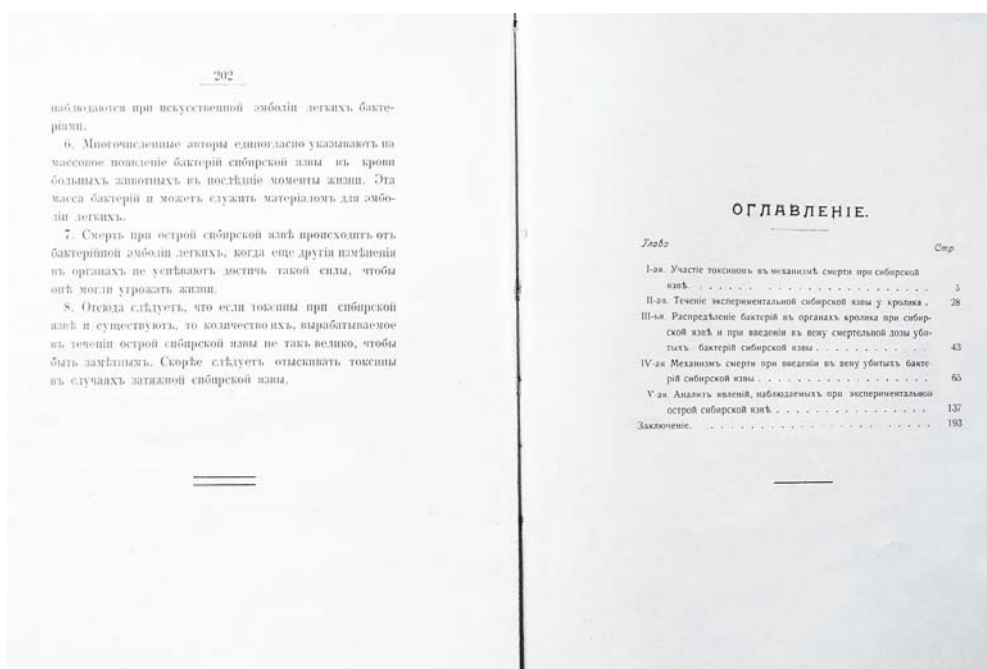 202
наблюдаются при искусственной эмболіи легкихъ бакте-
ріями.
6. Многочисленные авторы единогласно указываютъ на
массовое появленіе бактерій сибирской язвы въ крови
больныхъ животныхъ въ послѣдніе моменты жизни. Эта
масса бактерій и можетъ служить матеріаломъ для эмбо-
ліи легкихъ.
7. Смерть при острой сибирской язвѣ происходитъ отъ
бактерійной эмболіи легкихъ, когда еще другія измѣненія
въ органахъ не успѣваютъ достичь такой силы, чтобы
онѣ могли угрожать жизни.
8. Отсюда слѣдуетъ, что если токсины при сибирской
язвѣ и существуютъ, то количество ихъ, вырабатываемое
въ теченіи острой сибирской язвы не такъ велико, чтобы
быть замѣтнымъ. Скорѣе слѣдуетъ отыскивать токсины
въ случаяхъ затяжной сибирской язвы.
ОГЛАВЛЕНІЕ.
Глава Стр
I-ая. Участіе токсиновъ въ механизмѣ смерти при сибирской
язвѣ. . . . . . . . . . . . . . . . . . 5
II-ая. Теченіе экспериментальной сибирской язвы у кролика . 28
III-ья. Распредѣленіе бактерій въ органахъ кролика при сибир-
ской язвѣ и при введеніи въ вену смертельной дозы уби-
тыхъ бактерій сибирской язвы . . . . . . . . . . . 43
IV-ая Механизмъ смерти при введеніи въ вену убитыхъ бакте-
рій сибирской язвы . . . . . . . . . . . . . . . . 65
V-ая. Анализъ явленій, наблюдаемыхъ при экспериментальной
острой сибирской язвѣ. . . . . . . . . . . . . . . . 137
Заключеніе. . . . . . . . . . . . . . . . . . . . . 193